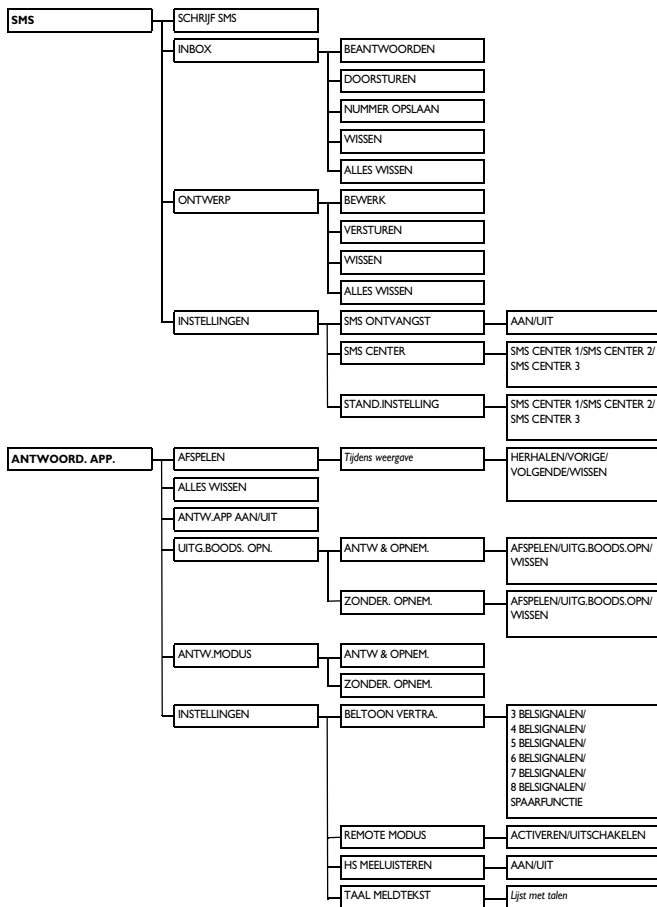 SMS
SCHRIJF SMS
INBOX
BEANTWOORDEN
DOORSTUREN
NUMMER OPSLAAN
WISSEN
ALLES WISSEN
ONTWERP
BEWERK
VERSTUREN
WISSEN
ALLES WISSEN
INSTELLINGEN
SMS ONTVANGST
AAN/UIT
SMS CENTER
SMS CENTER 1/SMS CENTER 2/
SMS CENTER 3
STAND.INSTELLING
SMS CENTER 1/SMS CENTER 2/
SMS CENTER 3
ANTWOORD. APP.
AFSPELEN
Tijdens weergave
HERHALEN/VORIGE/
VOLGENDE/WISSEN
ALLES WISSEN
ANTW.APP AAN/UIT
UITG.BOODS. OPN.
ANTW & OPNEM.
AFSPELEN/UITG.BOODS.OPN/
WISSEN
ZONDER. OPNEM.
AFSPELEN/UITG.BOODS.OPN/
WISSEN
ANTW.MODUS
ANTW & OPNEM.
ZONDER. OPNEM.
INSTELLINGEN
BELTOON VERTRA.
3 BELSIGNALEN/
4 BELSIGNALEN/
5 BELSIGNALEN/
6 BELSIGNALEN/
7 BELSIGNALEN/
8 BELSIGNALEN/
SPAARFUNCTIE
REMOTE MODUS
ACTIVEREN/UITSCHAKELEN
HS MEELUISTEREN
AAN/UIT
TAAL MELDTEKST
Lijst met talen